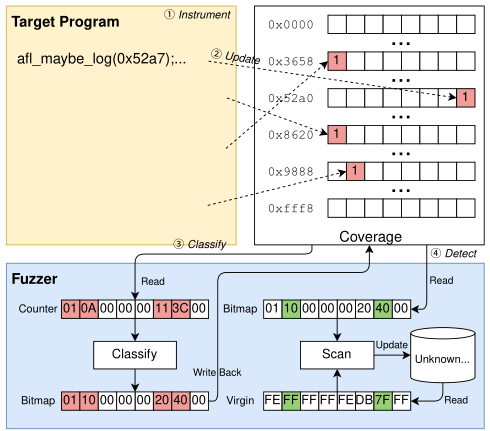 Target Program
① Instrument
afl_maybe_log(0x52a7);...
② Update
0x0000
...
0x3658 1
0x52a0 1
...
0x8620 1
...
0x9888 1
...
0xfff8
Coverage
③ Classify
④ Detect
Fuzzer
Read
Read
Counter 01 0A 00 00 00 11 3C 00
Bitmap 01 10 00 00 00 20 40 00
Classify
Scan
Update
Unknown...
Write Back
Read
Bitmap 01 10 00 00 00 20 40 00
Virgin FE FF FF FF FE DB 7F FF